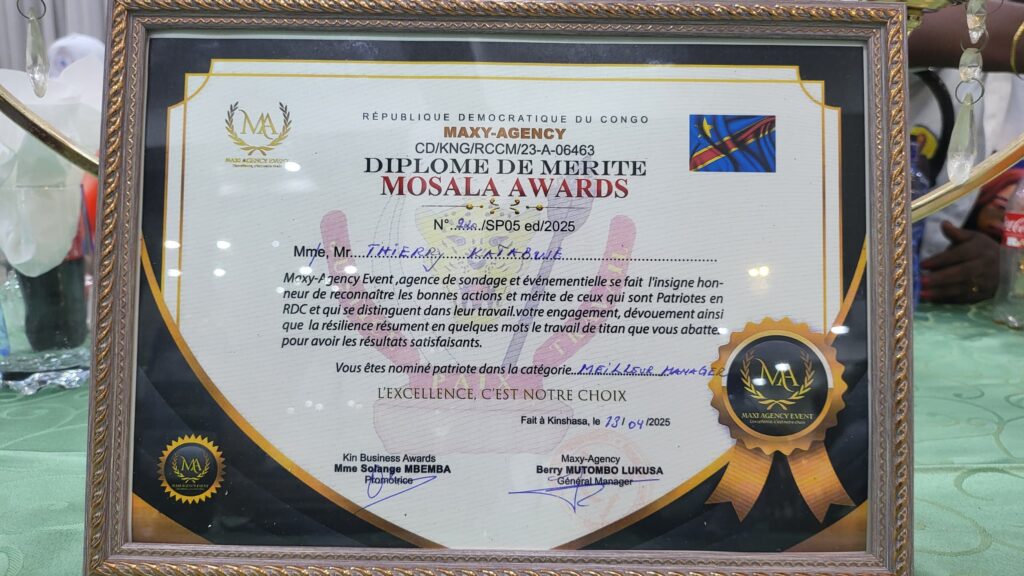 MA
MAXI AGENCY EVENT
RÉPUBLIQUE DEMOCRATIQUE DU CONGO
MAXY-AGENCY
CD/KNG/RCCM/23-A-06463
DIPLOME DE MERITE
MOSALA AWARDS
N°. /SP05 ed/2025
Mme, Mr....THIERRY KATABWE
Maxy-Agency Event ,agence de sondage et événementielle se fait l'insigne hon-
neur de reconnaître les bonnes actions et mérite de ceux qui sont Patriotes en
RDC et qui se distinguent dans leur travail.votre engagement, dévouement ainsi
que la résilience résument en quelques mots le travail de titan que vous abattez
pour avoir les résultats satisfaisants.
Vous êtes nominé patriote dans la catégorie...MEILLEUR MANAGER
PAIX
L'EXCELLENCE, C'EST NOTRE CHOIX
Fait à Kinshasa, le 13/04/2025
MA
MAXI AGENCY EVENT
Kin Business Awards
Mme Solange MBEMBA
Promotrice
Maxy-Agency
Berry MUTOMBO LUKUSA
Général Manager
MA